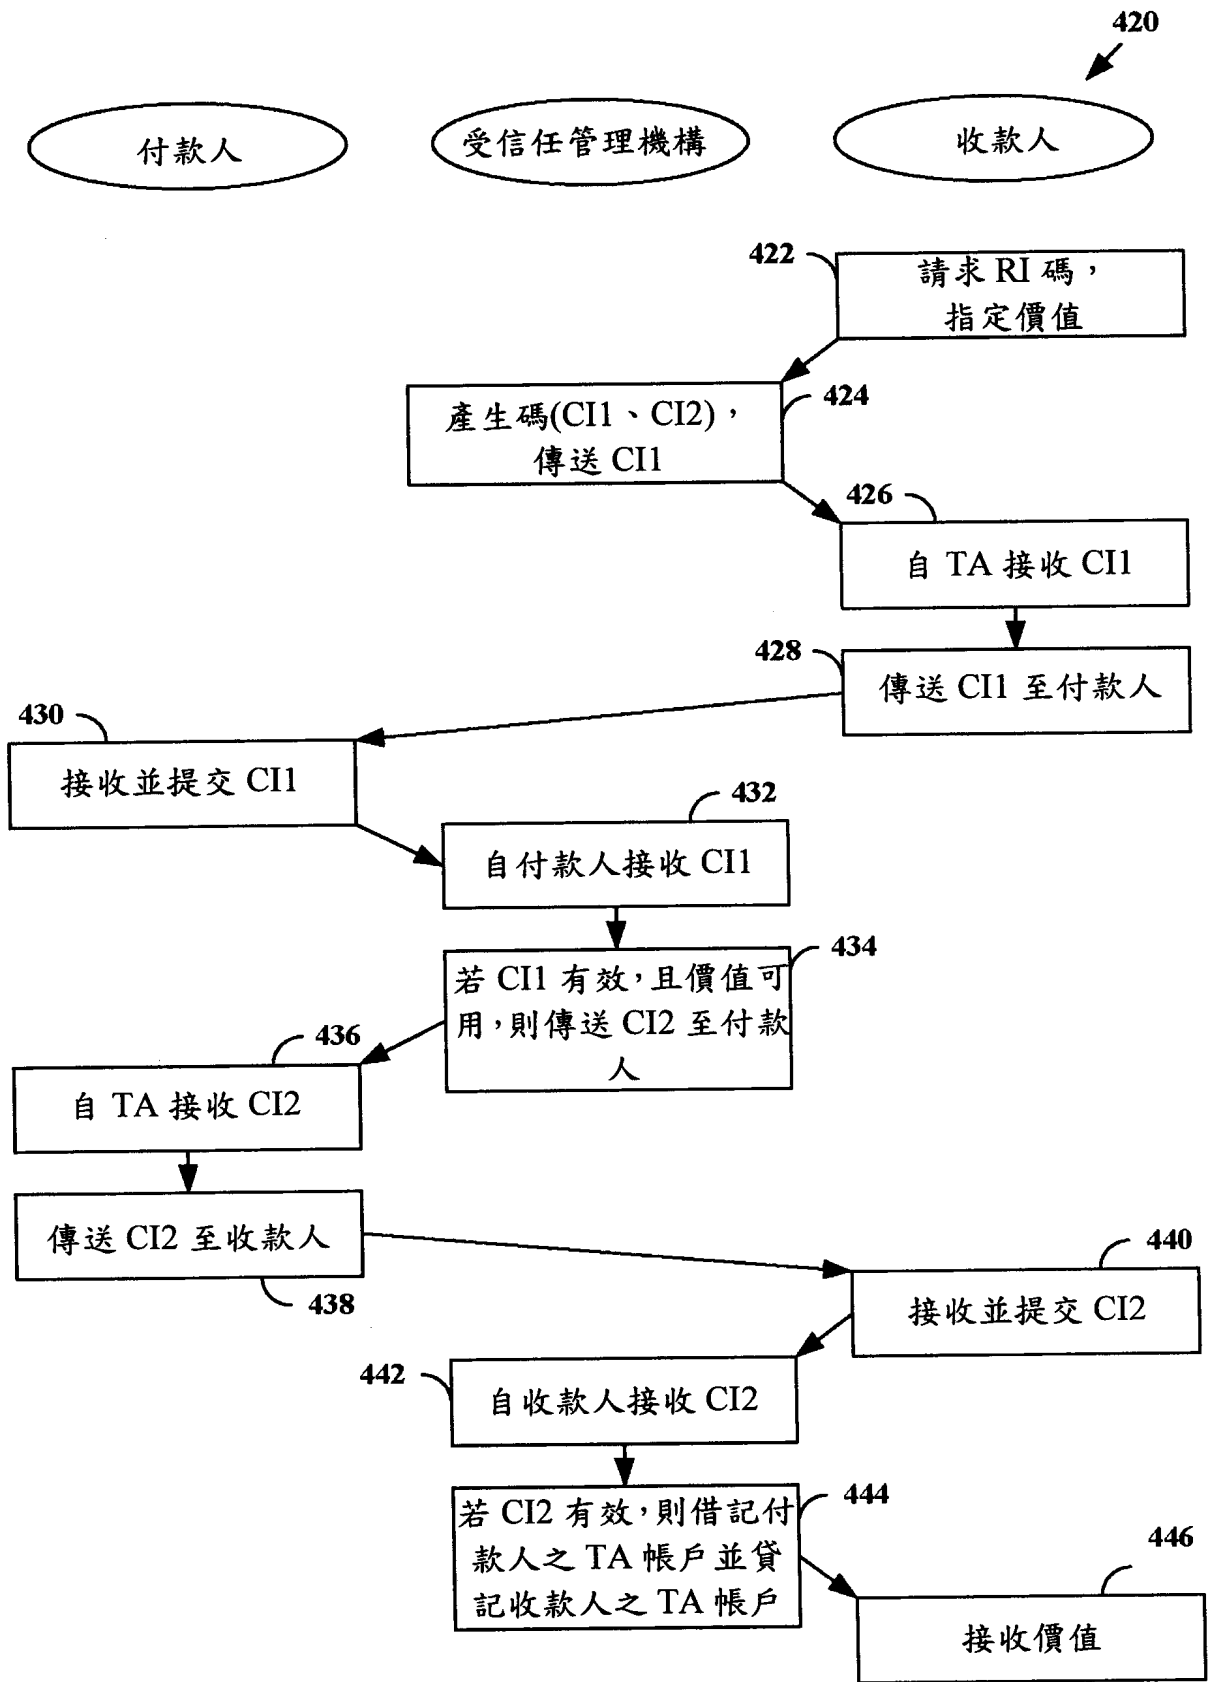 420
付款人
受信任管理機構
收款人
422
請求 RI 碼，
指定價值
產生碼(CI1、CI2)，
傳送 CI1
424
426
自 TA 接收 CI1
428
傳送 CI1 至付款人
430
接收並提交 CI1
432
自付款人接收 CI1
434
若 CI1 有效，且價值可
用，則傳送 CI2 至付款
人
436
自 TA 接收 CI2
傳送 CI2 至收款人
438
440
接收並提交 CI2
442
自收款人接收 CI2
444
若 CI2 有效，則借記付
款人之 TA 帳戶並貸
記收款人之 TA 帳戶
446
接收價值